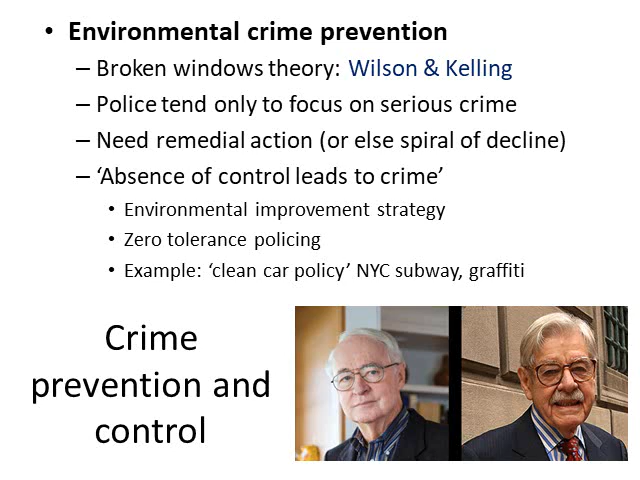 • Environmental crime prevention
– Broken windows theory: Wilson & Kelling
– Police tend only to focus on serious crime
– Need remedial action (or else spiral of decline)
– ‘Absence of control leads to crime’
• Environmental improvement strategy
• Zero tolerance policing
• Example: ‘clean car policy’ NYC subway, graffiti
Crime
prevention and
control